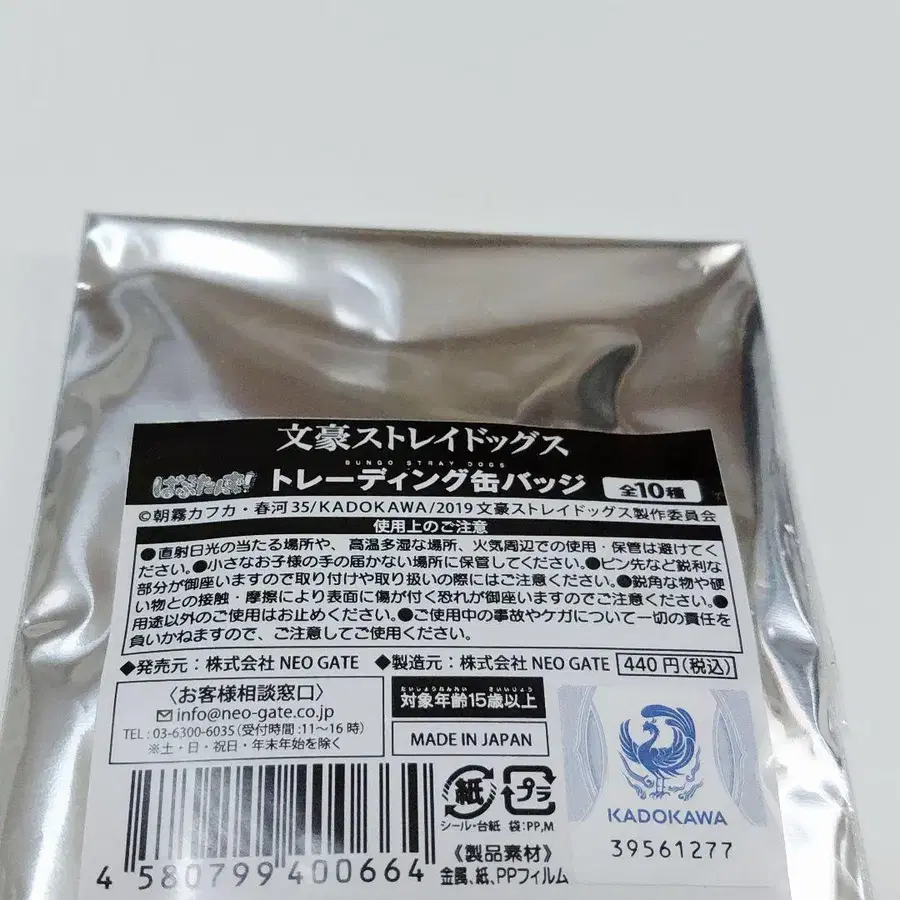 文豪ストレイドッグス
BUNGO STRAY DOGS
ぱぷたぽ! トレーディング缶バッジ 全10種
©朝霧カフカ・春河35/KADOKAWA/2019文豪ストレイドッグス製作委員会
使用上のご注意
●直射日光の当たる場所や、高温多湿な場所、火気周辺での使用・保管は避けてく
ださい。●小さなお子様の手の届かない場所に保管してください。●ピン先など鋭利な
部分が御座いますので取り付けや取り扱いの際にはご注意ください。●鋭角な物や硬
い物との接触・摩擦により表面に傷が付く恐れが御座いますのでご注意ください。●
用途以外のご使用はお止めください。●ご使用中の事故やケガについて一切の責任を
負いかねますので、ご注意してご使用ください。
◆発売元：株式会社 NEO GATE ◆製造元：株式会社 NEO GATE 440円(税込)
〈お客様相談窓口〉
info@neo-gate.co.jp
TEL：03-6300-6035(受付時間：11〜16時)
※土・日・祝日・年末年始を除く
たいしょうねんれい さいいじょう
対象年齢15歳以上
MADE IN JAPAN
紙 プラ
シール・台紙 袋:PP,M
《製品素材》
金属、紙、PPフィルム
4 580799 400664
KADOKAWA
39561277